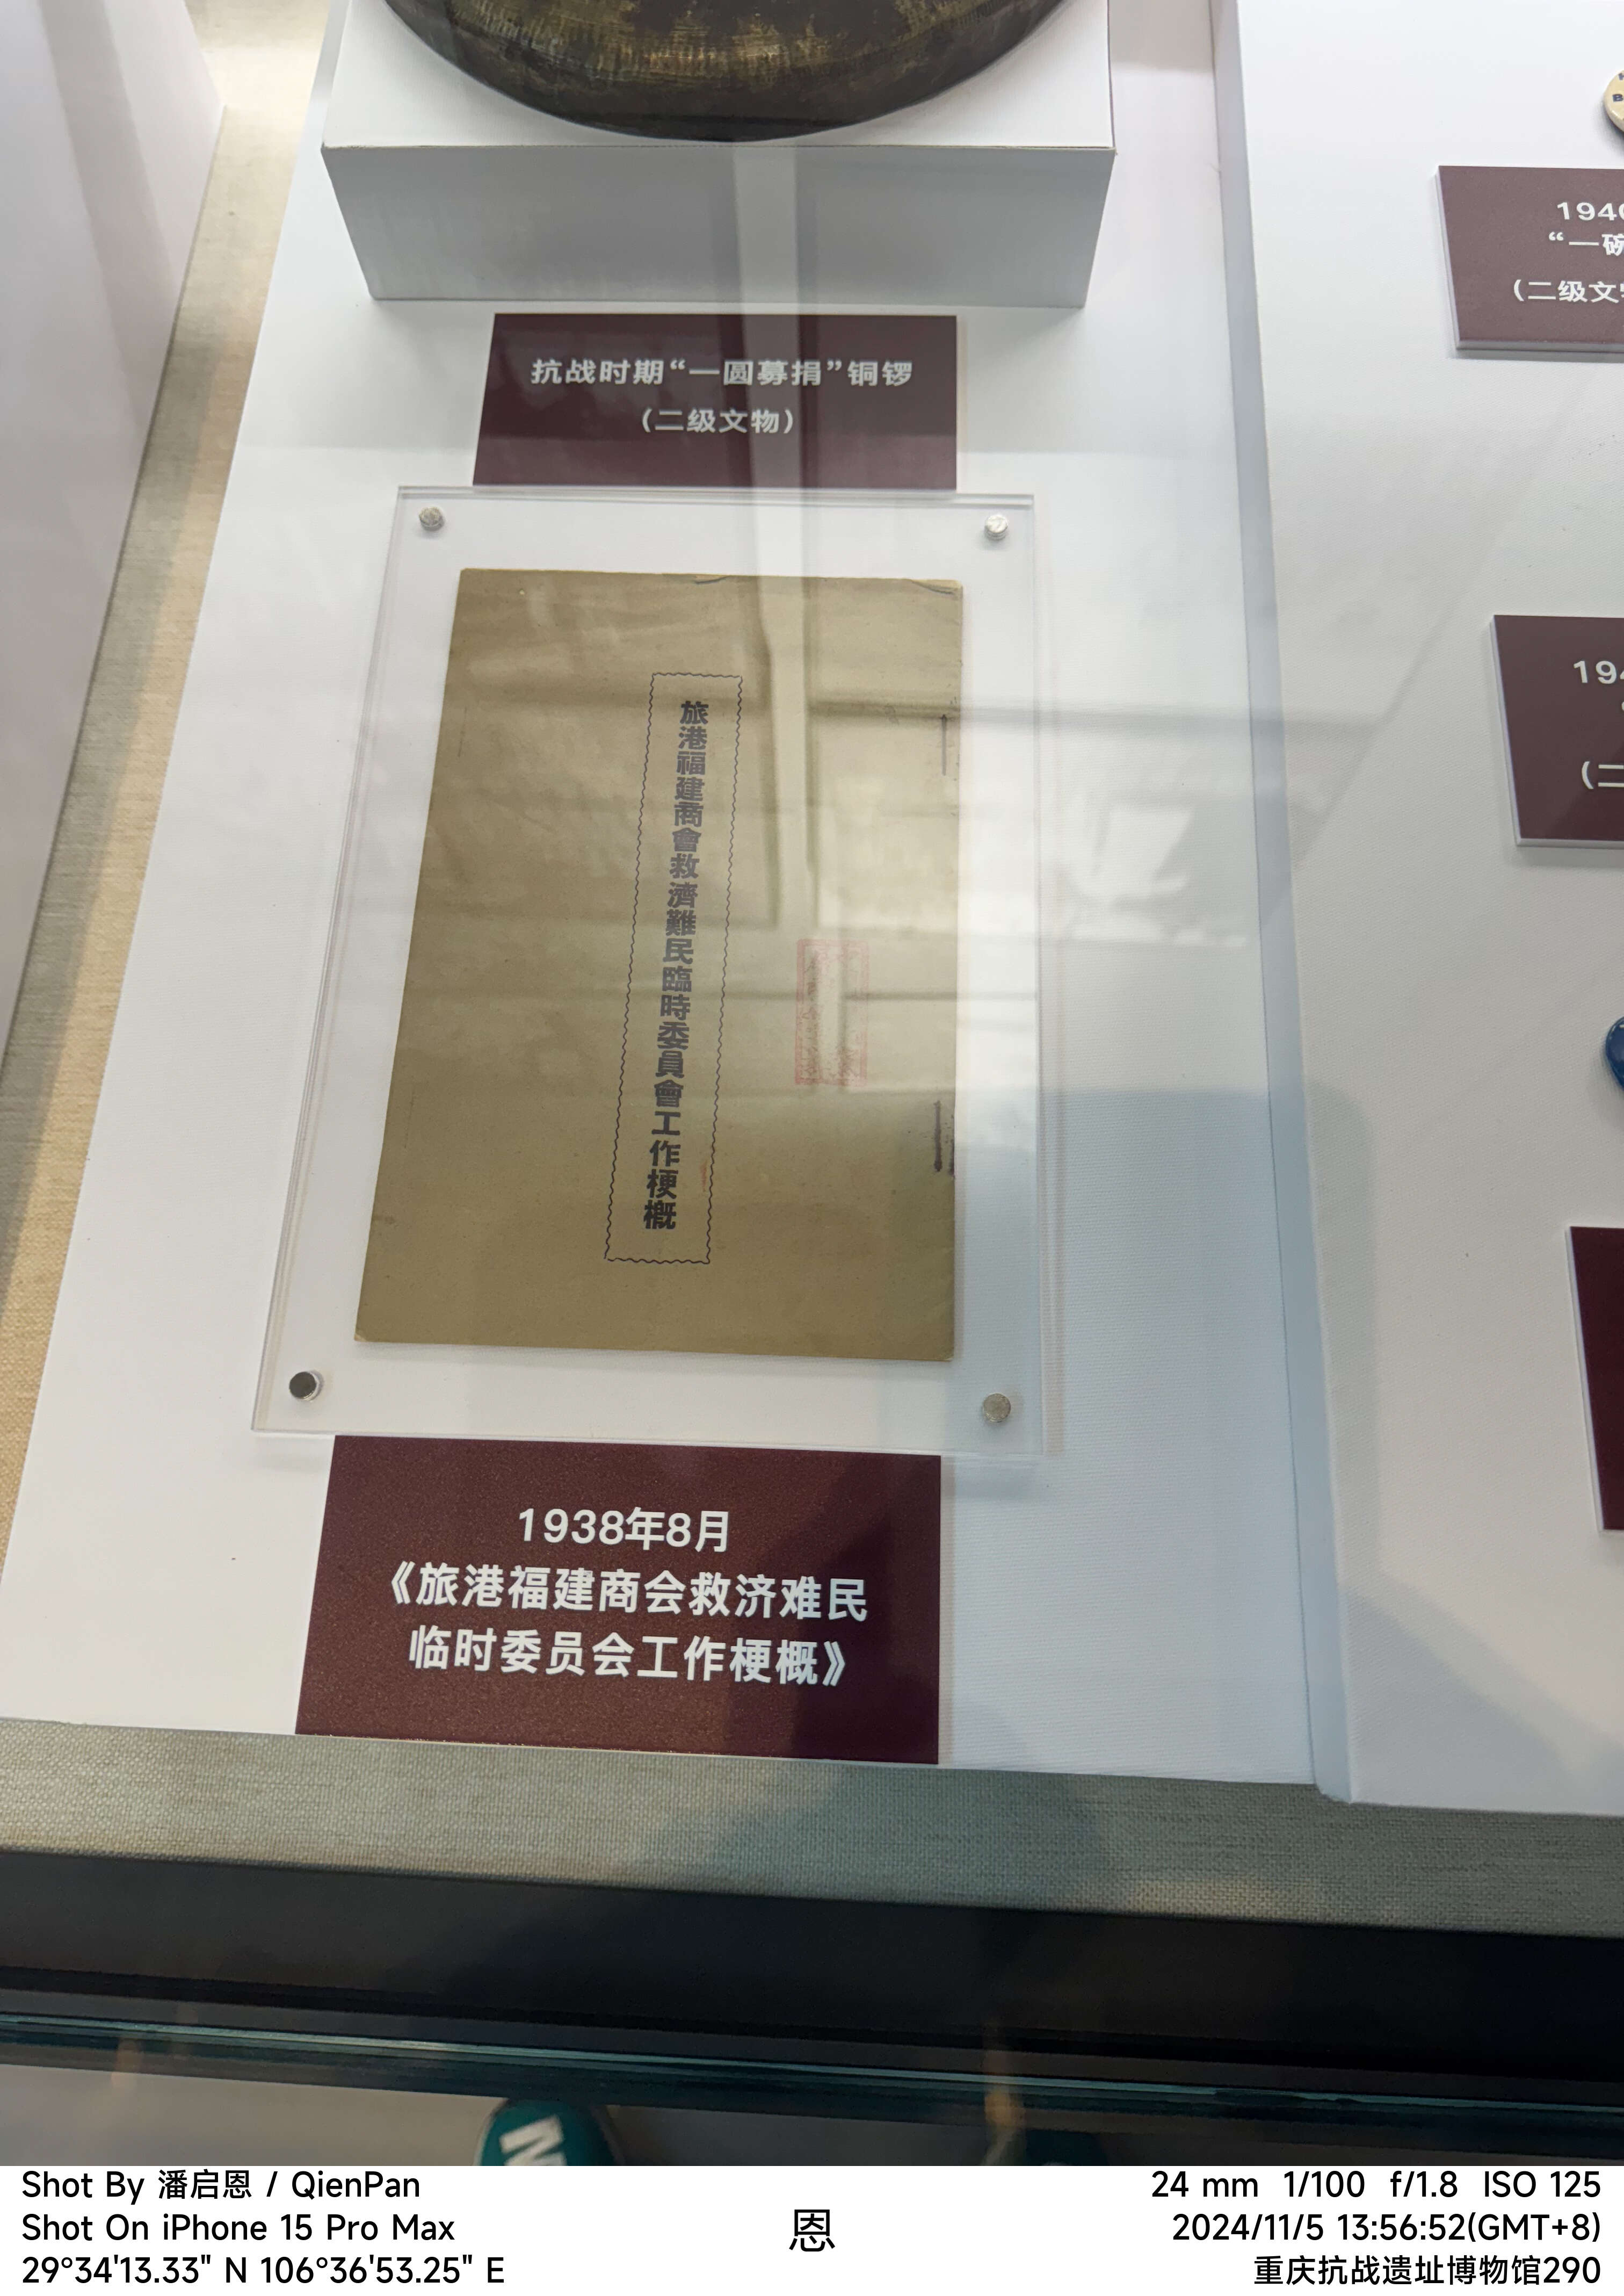 抗战时期“一圆募捐”铜锣
（二级文物）
194
“一碗
（二级文
194
（二
旅港福建商會救濟難民臨時委員會工作梗概
1938年8月
《旅港福建商会救济难民
临时委员会工作梗概》
N
Shot By 潘启恩 / QienPan
Shot On iPhone 15 Pro Max
29°34'13.33" N 106°36'53.25" E
恩
24 mm 1/100 f/1.8 ISO 125
2024/11/5 13:56:52(GMT+8)
重庆抗战遗址博物馆290